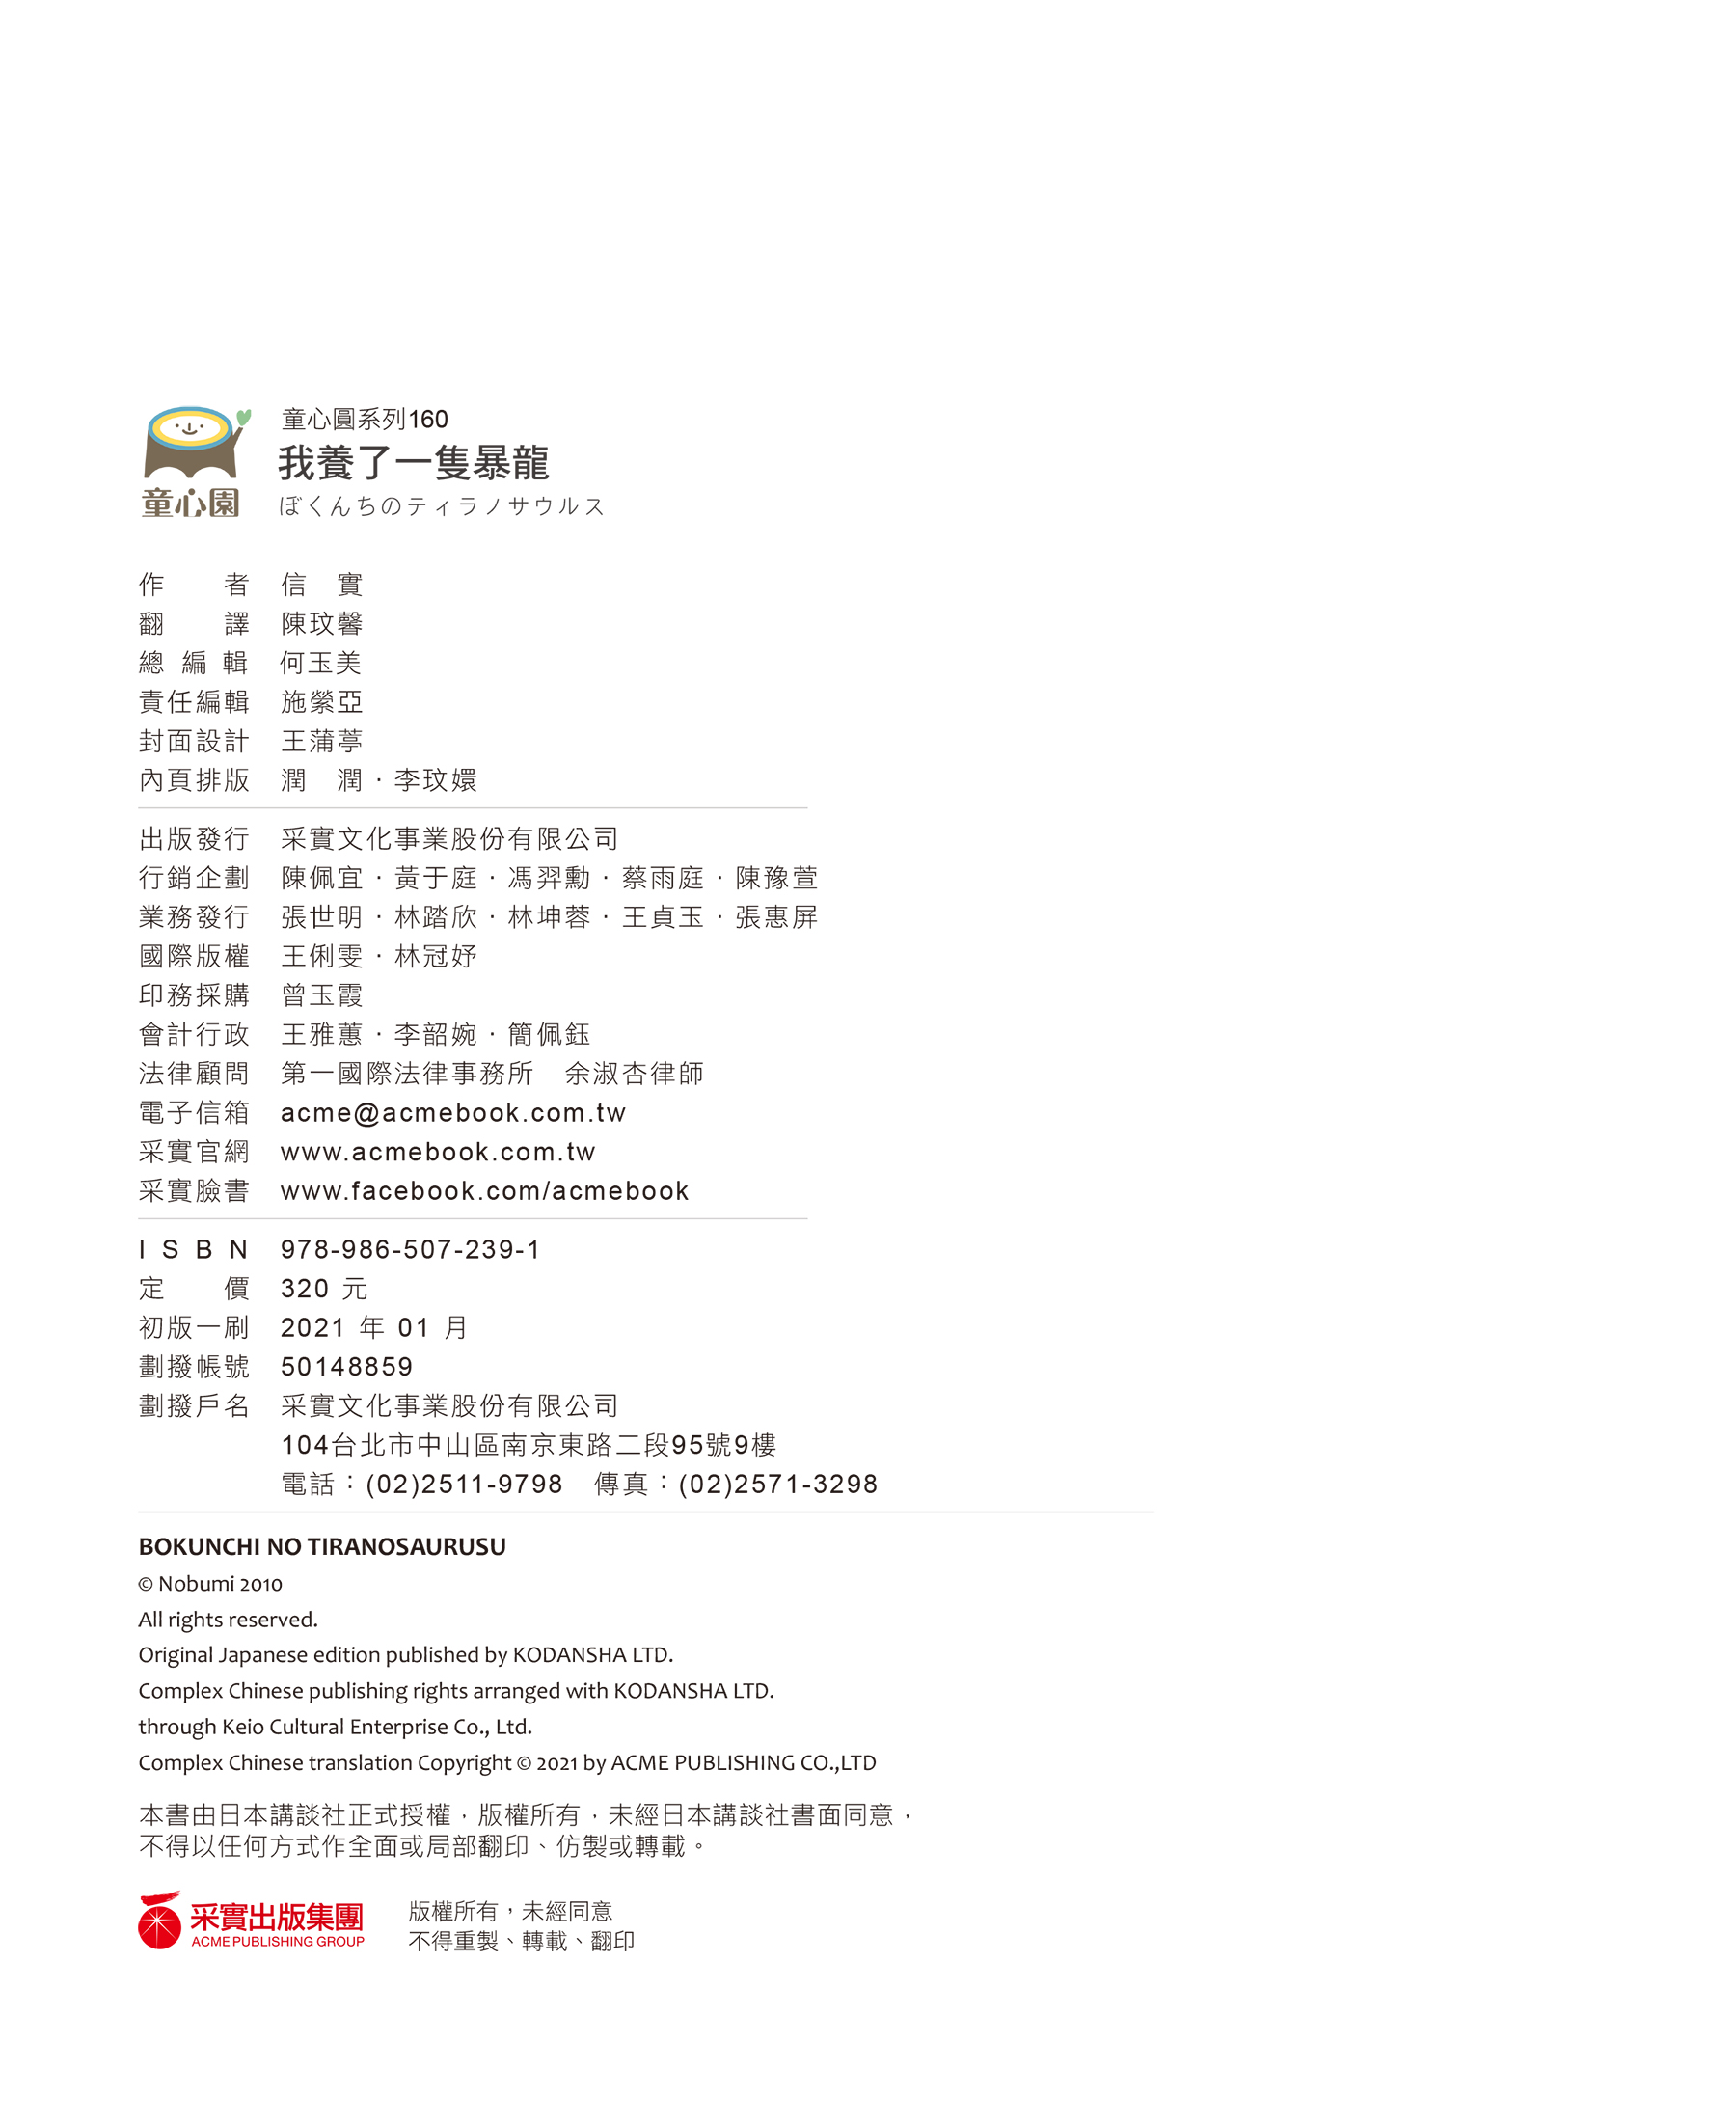 童心園
童心圓系列160
我養了一隻暴龍
ぼくんちのティラノサウルス
作者 信 實
翻譯 陳玟馨
總編輯 何玉美
責任編輯 施縈亞
封面設計 王蒲葶
內頁排版 潤 潤‧李玟嬛
出版發行 采實文化事業股份有限公司
行銷企劃 陳佩宜‧黃于庭‧馮羿勳‧蔡雨庭‧陳豫萱
業務發行 張世明‧林踏欣‧林坤蓉‧王貞玉‧張惠屏
國際版權 王俐雯‧林冠妤
印務採購 曾玉霞
會計行政 王雅蕙‧李韶婉‧簡佩鈺
法律顧問 第一國際法律事務所 余淑杏律師
電子信箱 acme@acmebook.com.tw
采實官網 www.acmebook.com.tw
采實臉書 www.facebook.com/acmebook
ISBN 978-986-507-239-1
定價 320 元
初版一刷 2021 年 01 月
劃撥帳號 50148859
劃撥戶名 采實文化事業股份有限公司
104台北市中山區南京東路二段95號9樓
電話：(02)2511-9798 傳真：(02)2571-3298
BOKUNCHI NO TIRANOSAURUSU
© Nobumi 2010
All rights reserved.
Original Japanese edition published by KODANSHA LTD.
Complex Chinese publishing rights arranged with KODANSHA LTD.
through Keio Cultural Enterprise Co., Ltd.
Complex Chinese translation Copyright © 2021 by ACME PUBLISHING CO.,LTD
本書由日本講談社正式授權，版權所有，未經日本講談社書面同意，
不得以任何方式作全面或局部翻印、仿製或轉載。
采實出版集團
ACME PUBLISHING GROUP
版權所有，未經同意
不得重製、轉載、翻印